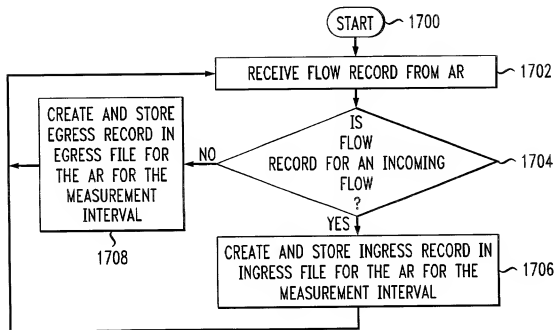 START
1700
RECEIVE FLOW RECORD FROM AR
1702
IS
FLOW
RECORD FOR AN INCOMING
FLOW
?
1704
NO
YES
CREATE AND STORE
EGRESS RECORD IN
EGRESS FILE FOR
THE AR FOR THE
MEASUREMENT
INTERVAL
1708
CREATE AND STORE INGRESS RECORD IN
INGRESS FILE FOR THE AR FOR THE
MEASUREMENT INTERVAL
1706